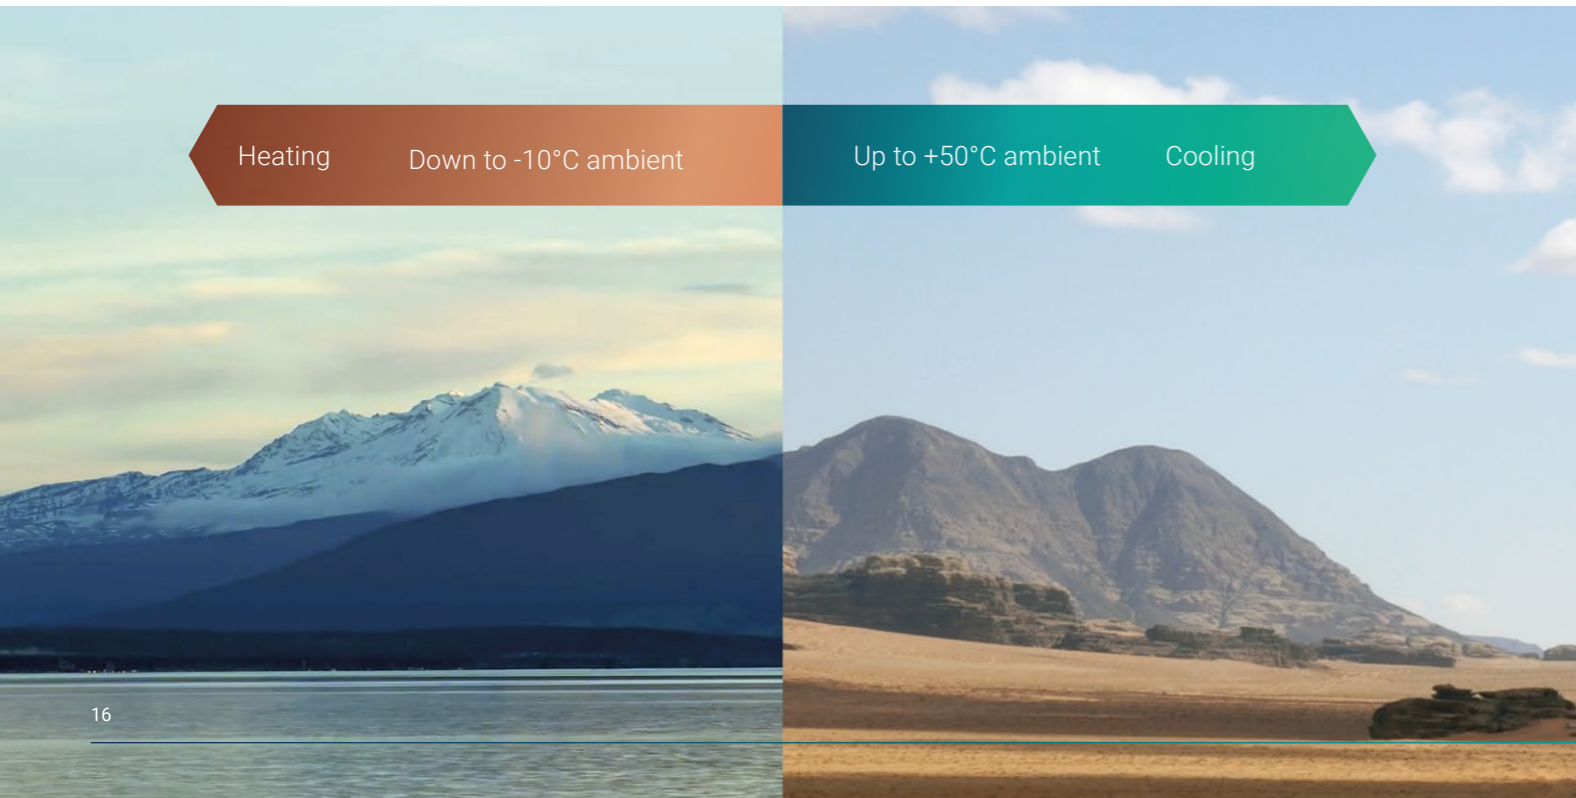 Heating
Down to -10°C ambient
Up to +50°C ambient
Cooling
16